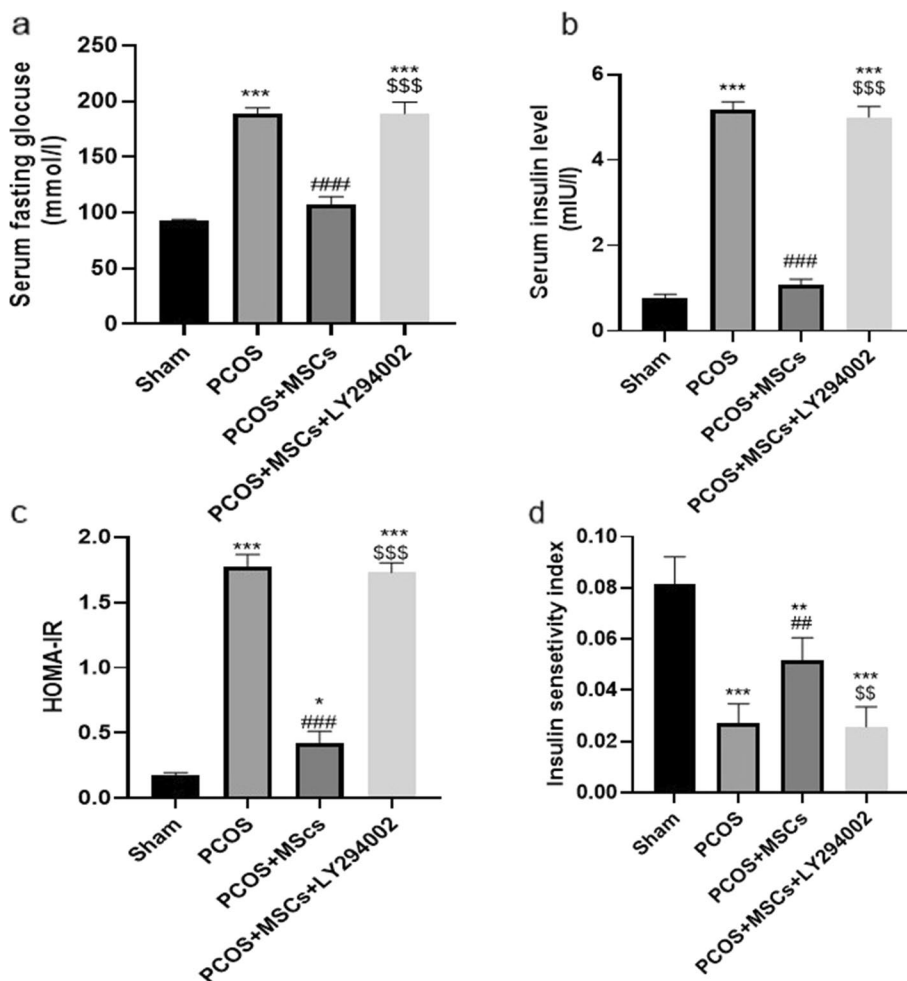 a
Serum fasting glocuse
(mmol/l)
250
200
150
100
50
0
***
####
***
$$$
Sham
PCOS
PCOS+MSCs
PCOS+MSCs+LY294002
b
Serum insulin level
(mIU/l)
6
4
2
0
***
###
***
$$$
Sham
PCOS
PCOS+MSCs
PCOS+MSCs+LY294002
c
HOMA-IR
2.0
1.5
1.0
0.5
0.0
***
*
###
***
$$$
Sham
PCOS
PCOS+MScs
PCOS+MSCs+LY294002
d
Insulin sensetivity index
0.10
0.08
0.06
0.04
0.02
0.00
***
**
##
***
$$
Sham
PCOS
PCOS+MSCs
PCOS+MSCs+LY294002